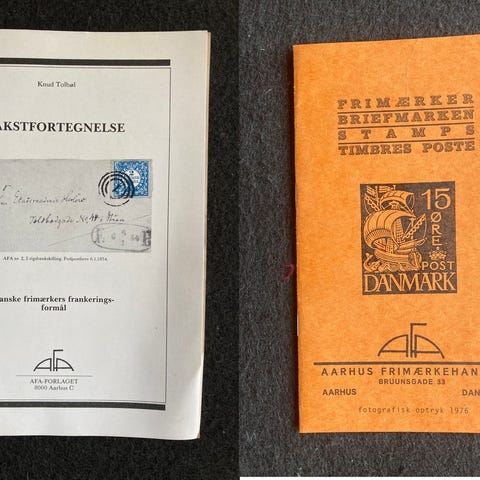 Knud Tolbøl
AKSTFORTEGNELSE
AFA nr. 2, 2 rigsbankskilling. Fodpostbrev 6.1.1854.
anske frimærkers frankerings-
formål
AFA
AFA-FORLAGET
8000 Aarhus C
FRIMÆRKER
BRIEFMARKEN
STAMPS
TIMBRES POSTE
15
ØRE
POST
DANMARK
AFA
AARHUS FRIMÆRKEHAN
BRUUNSGADE 33
AARHUS DAN
fotografisk optryk 1976